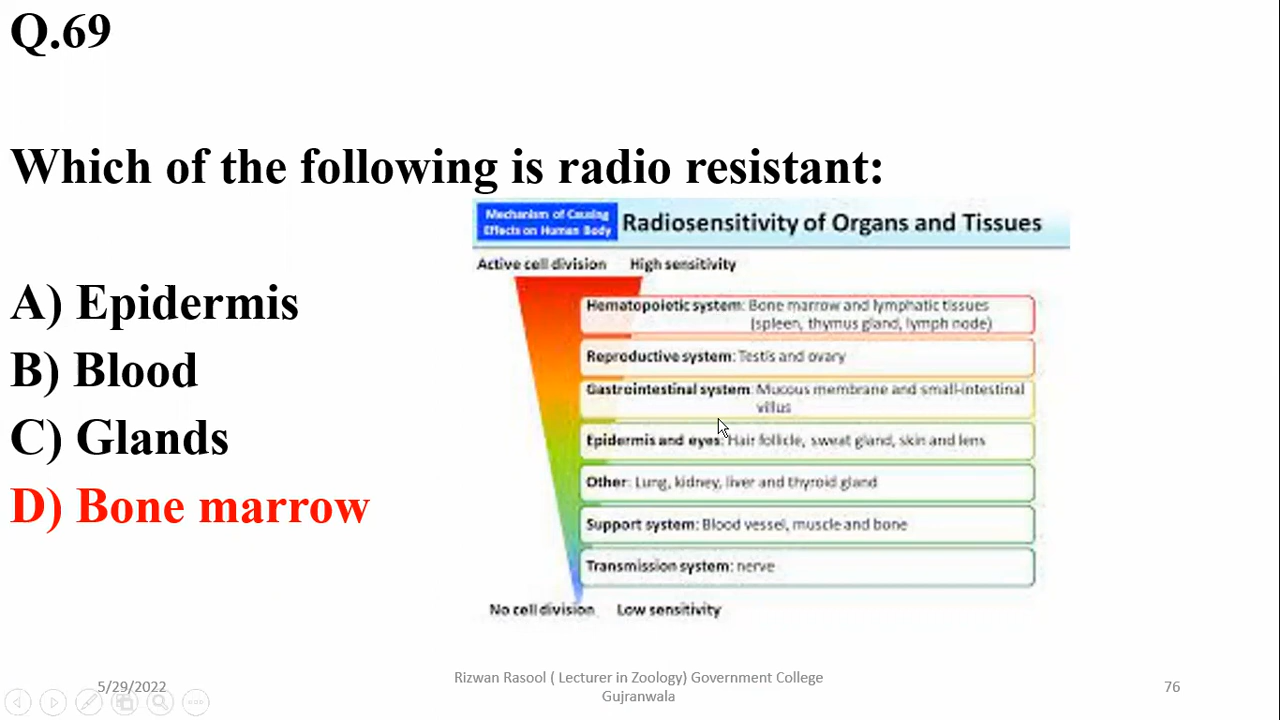 Q.69
Which of the following is radio resistant:
Mechanism of Causing
Effects on Human Body
Radiosensitivity of Organs and Tissues
Active cell division High sensitivity
Hematopoietic system: Bone marrow and lymphatic tissues
(spleen, thymus gland, lymph node)
Reproductive system: Testis and ovary
Gastrointestinal system: Mucous membrane and small-intestinal
villus
Epidermis and eyes: Hair follicle, sweat gland, skin and lens
Other: Lung, kidney, liver and thyroid gland
Support system: Blood vessel, muscle and bone
Transmission system: nerve
No cell division Low sensitivity
A) Epidermis
B) Blood
C) Glands
D) Bone marrow
5/29/2022
Rizwan Rasool ( Lecturer in Zoology) Government College
Gujranwala
76